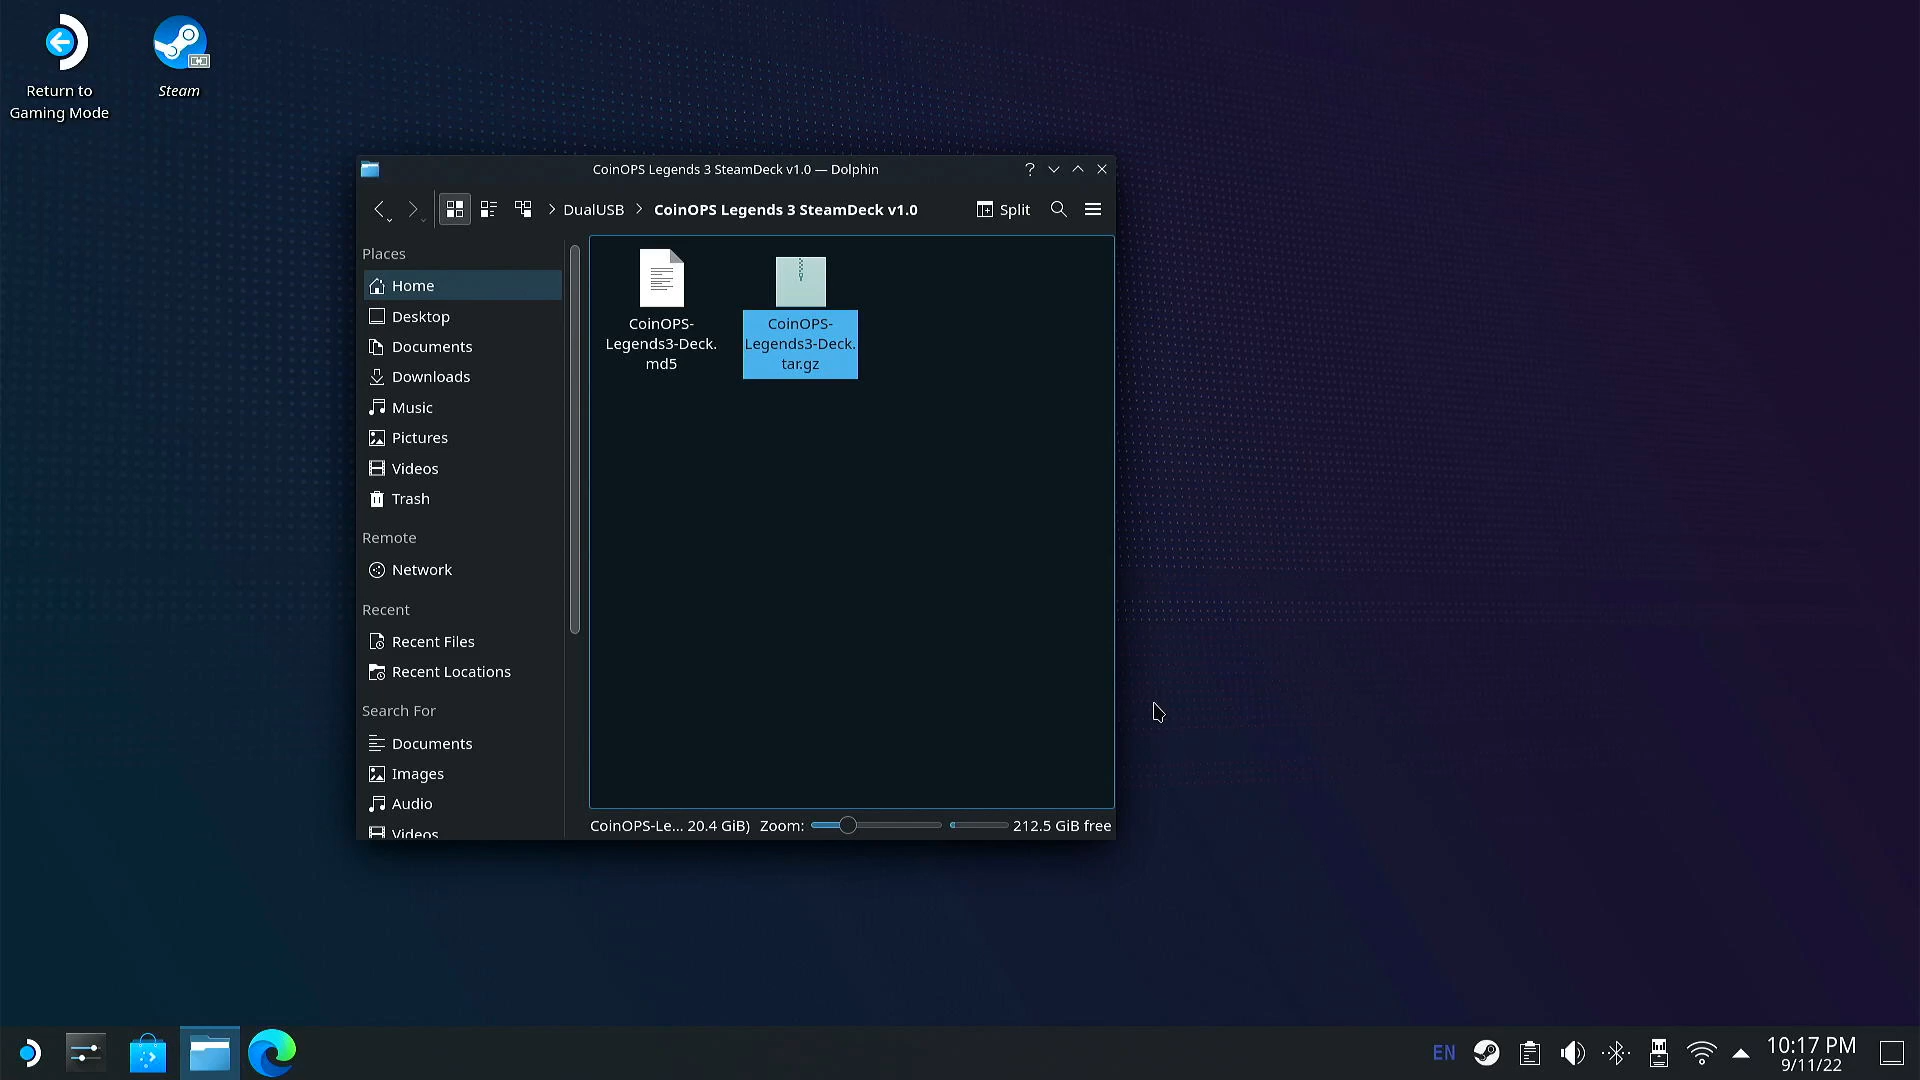 Return to
Gaming Mode
Steam
CoinOPS Legends 3 SteamDeck v1.0 — Dolphin
DualUSB
CoinOPS Legends 3 SteamDeck v1.0
Split
Places
Home
Desktop
Documents
Downloads
Music
Pictures
Videos
Trash
Remote
Network
Recent
Recent Files
Recent Locations
Search For
Documents
Images
Audio
Videos
CoinOPS-
Legends3-Deck.
md5
CoinOPS-
Legends3-Deck.
tar.gz
CoinOPS-Le... 20.4 GiB)
Zoom:
212.5 GiB free
EN
10:17 PM
9/11/22